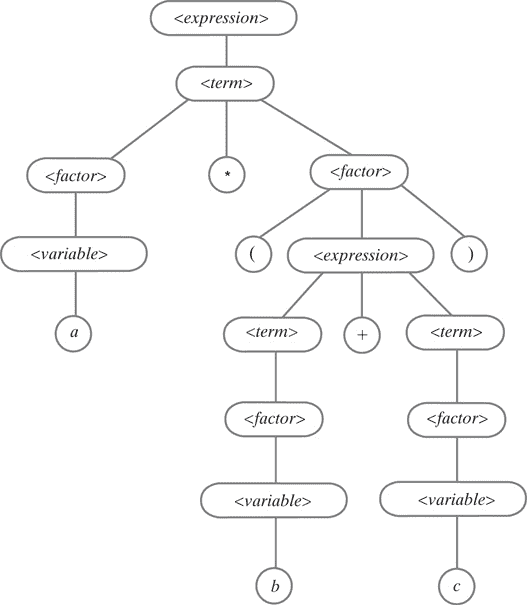 <expression>
<term>
<factor> * <factor>
<variable> ( <expression> )
a <term> + <term>
<factor> <factor>
<variable> <variable>
b c